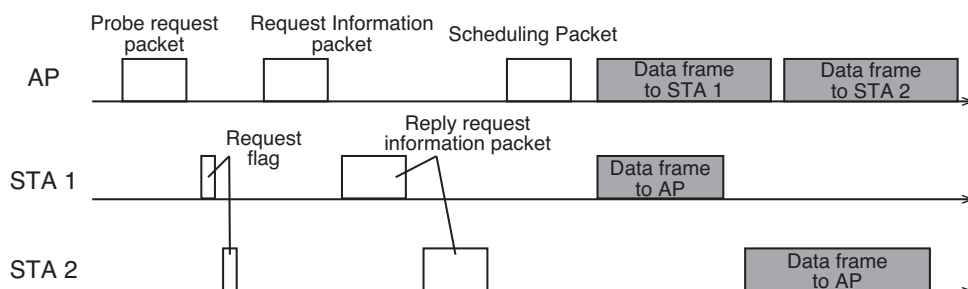 Probe request
packet
Request Information
packet
Scheduling Packet
AP
Data frame
to STA 1
Data frame
to STA 2
Request
flag
Reply request
information packet
STA 1
Data frame
to AP
STA 2
Data frame
to AP